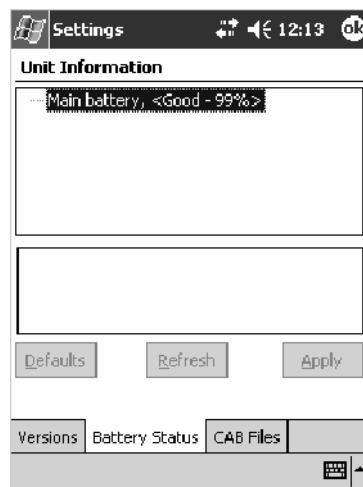 Settings 12:13 ok
Unit Information
Main battery, <Good - 99%>
Defaults Refresh Apply
Versions Battery Status CAB Files